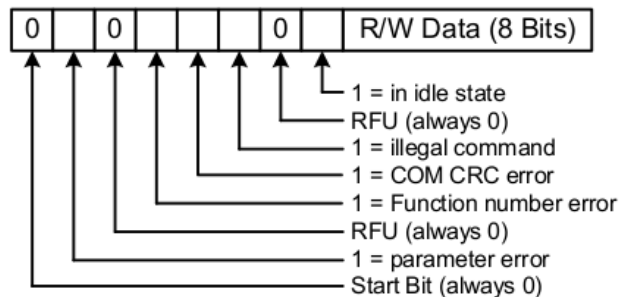 0 0 0 R/W Data (8 Bits)
1 = in idle state
RFU (always 0)
1 = illegal command
1 = COM CRC error
1 = Function number error
RFU (always 0)
1 = parameter error
Start Bit (always 0)